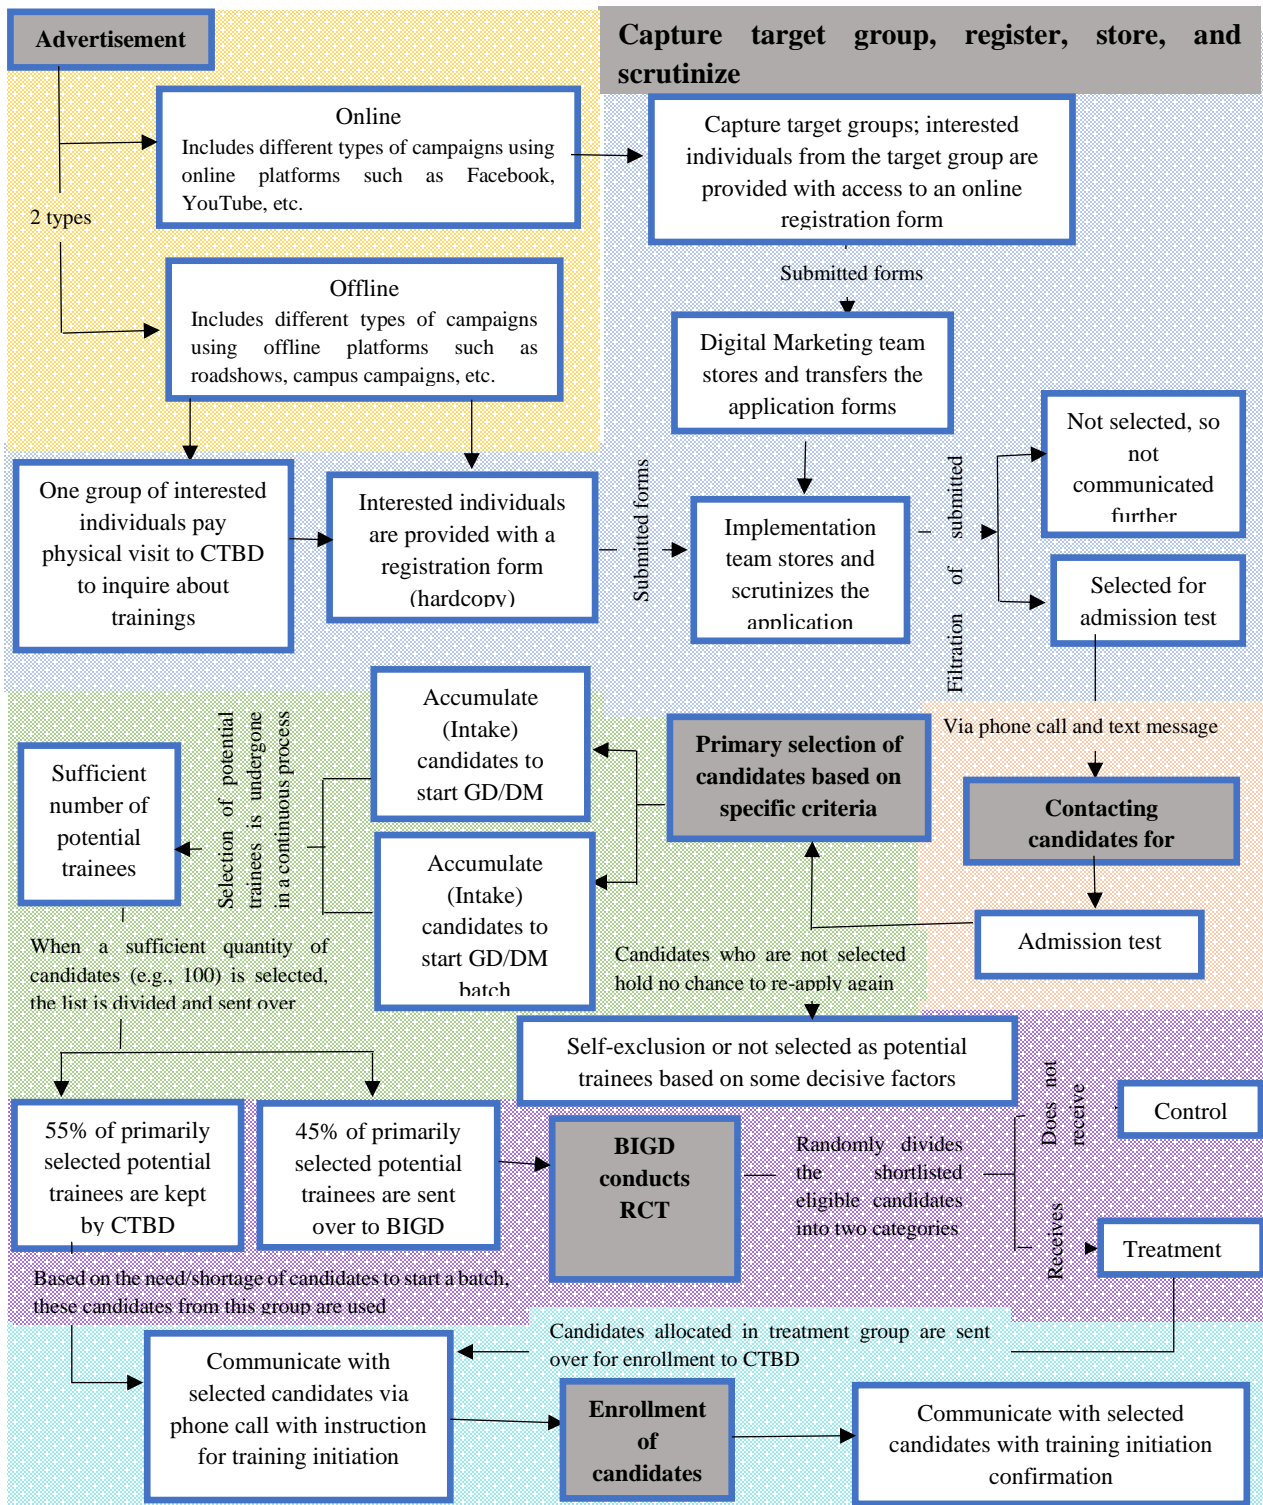 Advertisement
Capture target group, register, store, and
scrutinize
Online
Includes different types of campaigns using
online platforms such as Facebook,
YouTube, etc.
Capture target groups; interested
individuals from the target group are
provided with access to an online
registration form
2 types
Submitted forms
Offline
Includes different types of campaigns
using offline platforms such as
roadshows, campus campaigns, etc.
Digital Marketing team
stores and transfers the
application forms
Not selected, so
not
communicated
further
One group of interested
individuals pay
physical visit to CTBD
to inquire about
trainings
Interested individuals
are provided with a
registration form
(hardcopy)
Submitted forms
Implementation
team stores and
scrutinizes the
application
Filtration of submitted
Selected for
admission test
Via phone call and text message
Contacting
candidates for
Admission test
Primary selection of
candidates based on
specific criteria
Accumulate
(Intake)
candidates to
start GD/DM
Accumulate
(Intake)
candidates to
start GD/DM
batch
Selection of potential
trainees is undergone
in a continuous process
Sufficient
number of
potential
trainees
When a sufficient quantity of
candidates (e.g., 100) is selected,
the list is divided and sent over
Candidates who are not selected
hold no chance to re-apply again
Self-exclusion or not selected as potential
trainees based on some decisive factors
55% of primarily
selected potential
trainees are kept
by CTBD
45% of primarily
selected potential
trainees are sent
over to BIGD
BIGD
conducts
RCT
Randomly divides
the shortlisted
eligible candidates
into two categories
Does not
receive
Control
Receives
Treatment
Based on the need/shortage of candidates to start a batch,
these candidates from this group are used
Candidates allocated in treatment group are sent
over for enrollment to CTBD
Communicate with
selected candidates via
phone call with instruction
for training initiation
Enrollment
of
candidates
Communicate with selected
candidates with training initiation
confirmation